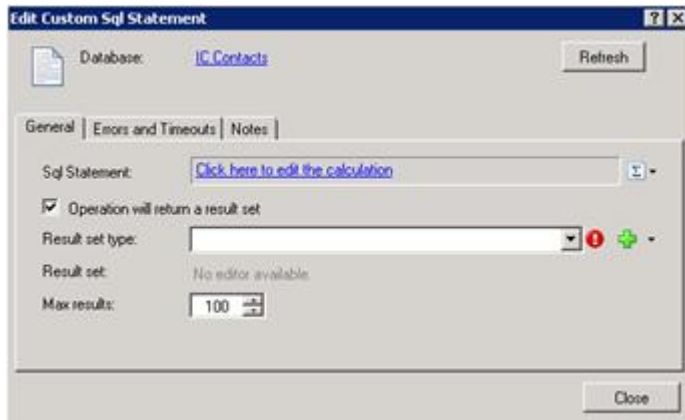 Edit Custom Sql Statement
Database: IC.Contacts Refresh
General Errors and Timeouts Notes
Sql Statement: Click here to edit the calculation Σ
Operation will return a result set
Result set type:
Result set: No editor available.
Max results: 100
Close